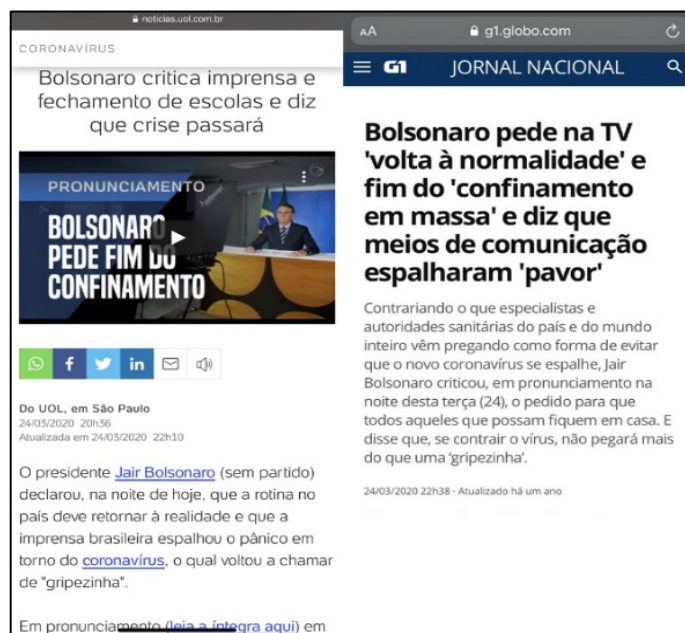 noticias.uol.com.br
CORONAVÍRUS
Bolsonaro critica imprensa e
fechamento de escolas e diz
que crise passará
PRONUNCIAMENTO
BOLSONARO
PEDE FIM DO
CONFINAMENTO
Do UOL, em São Paulo
24/03/2020 20h36
Atualizada em 24/03/2020 22h10
O presidente Jair Bolsonaro (sem partido)
declarou, na noite de hoje, que a rotina no
país deve retornar à realidade e que a
imprensa brasileira espalhou o pânico em
torno do coronavírus, o qual voltou a chamar
de "gripezinha".
Em pronunciamento (leia a íntegra aqui) em
AA g1.globo.com
G1 JORNAL NACIONAL
Bolsonaro pede na TV
'volta à normalidade' e
fim do 'confinamento
em massa' e diz que
meios de comunicação
espalharam 'pavor'
Contrariando o que especialistas e
autoridades sanitárias do país e do mundo
inteiro vêm pregando como forma de evitar
que o novo coronavírus se espalhe, Jair
Bolsonaro criticou, em pronunciamento na
noite desta terça (24), o pedido para que
todos aqueles que possam fiquem em casa. E
disse que, se contrair o vírus, não pegará mais
do que uma 'gripezinha'.
24/03/2020 22h38 · Atualizado há um ano